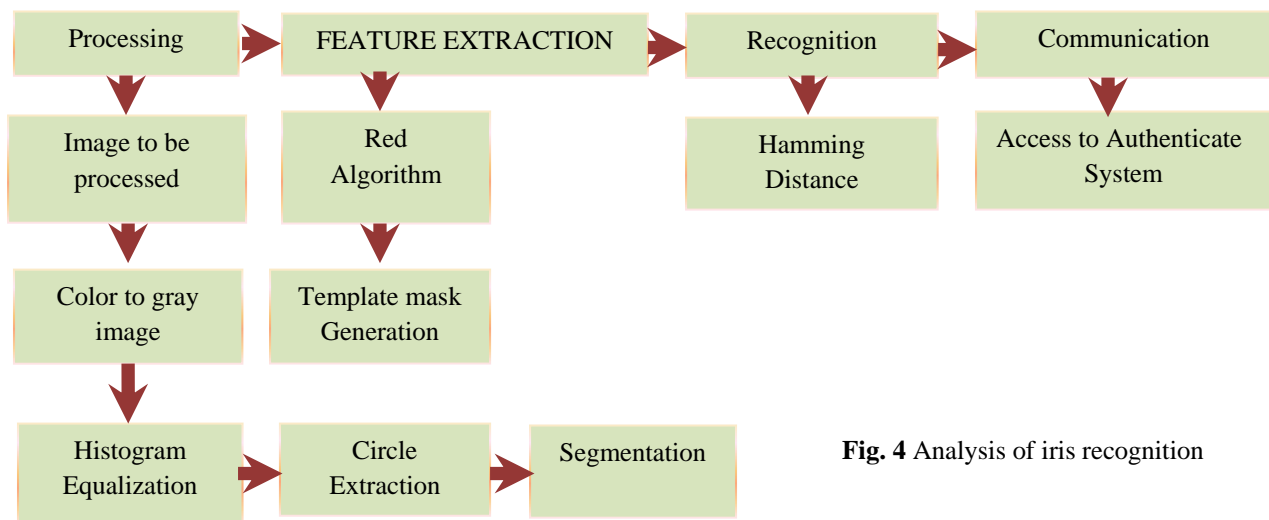 Processing
FEATURE EXTRACTION
Recognition
Communication
Image to be
processed
Red
Algorithm
Hamming
Distance
Access to Authenticate
System
Color to gray
image
Template mask
Generation
Histogram
Equalization
Circle
Extraction
Segmentation
Fig. 4 Analysis of iris recognition